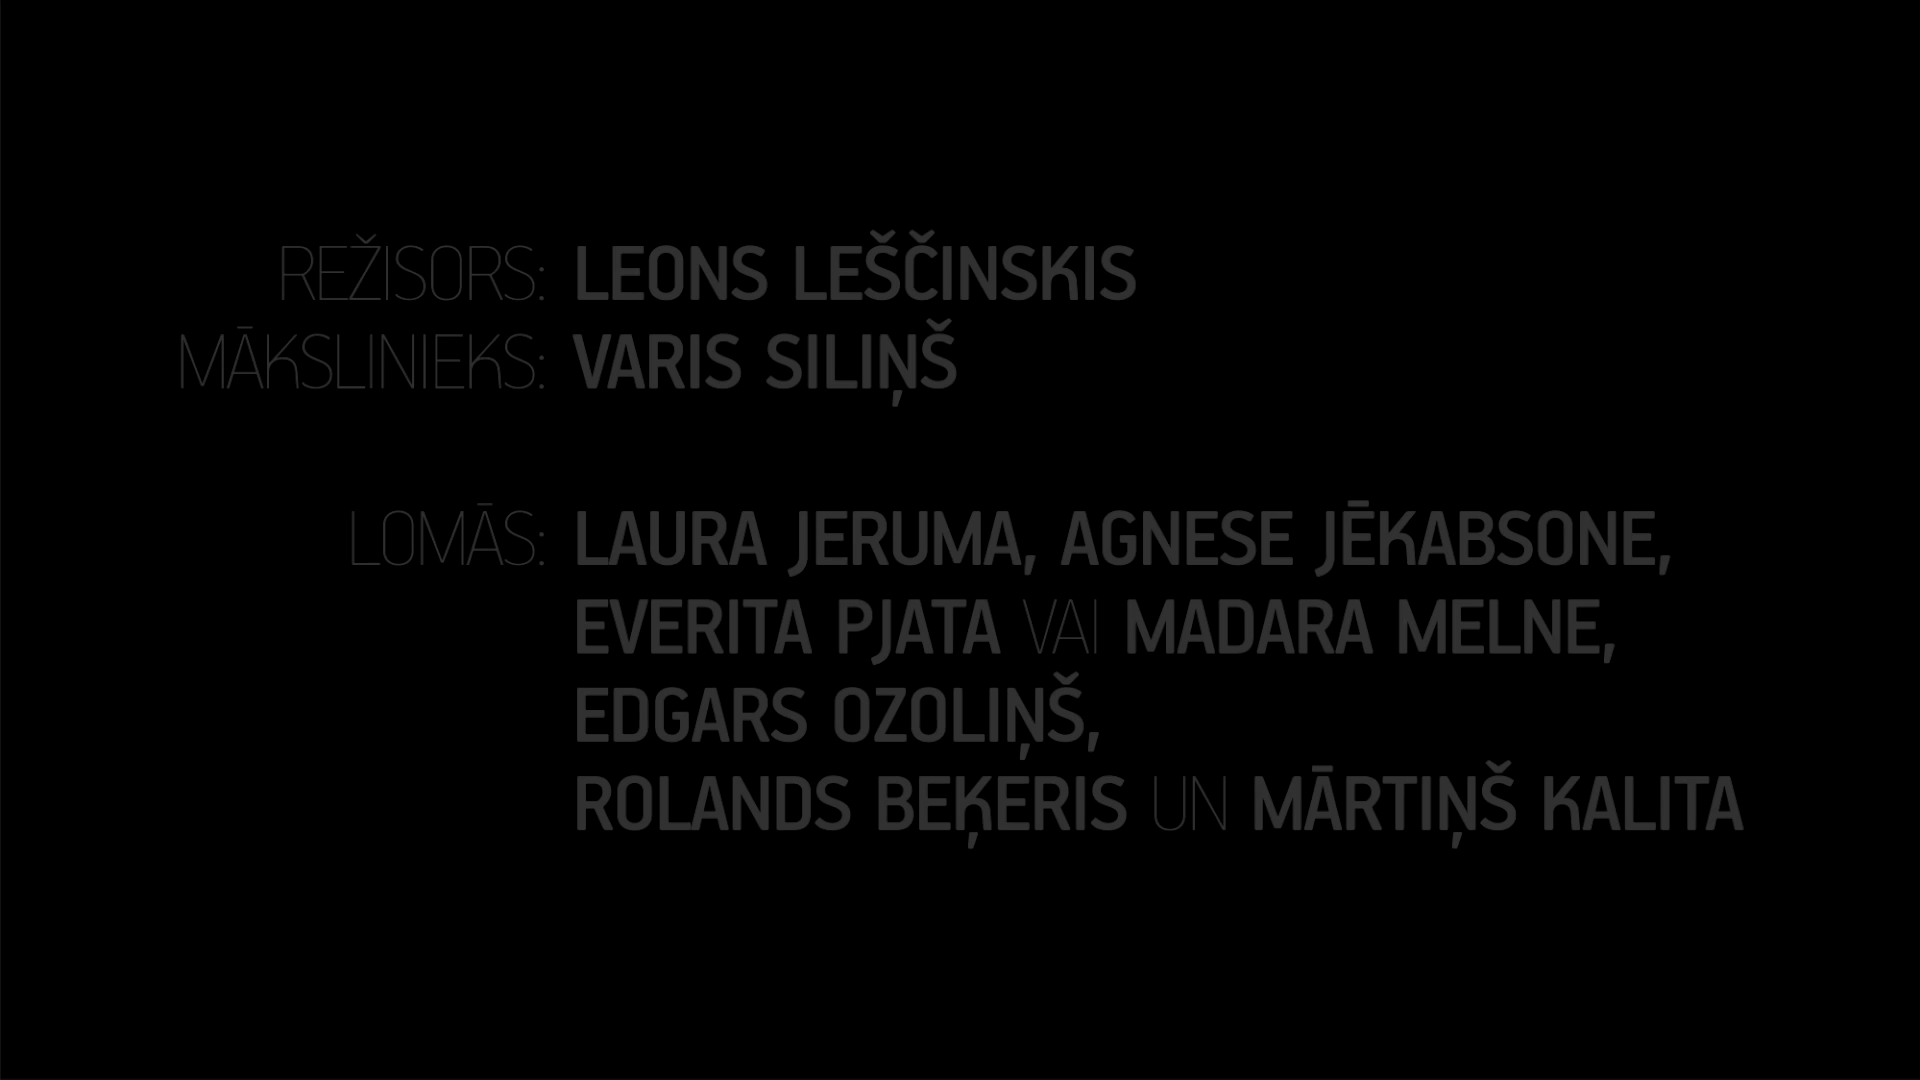 REŽISORS: LEONS LEŠČINSKIS
MĀKSLINIEKS: VARIS SILIŅŠ
LOMĀS: LAURA JERUMA, AGNESE JĒKABSONE,
EVERITA PJATA VAI MADARA MELNE,
EDGARS OZOLIŅŠ,
ROLANDS BEĶERIS UN MĀRTIŅŠ KALITA